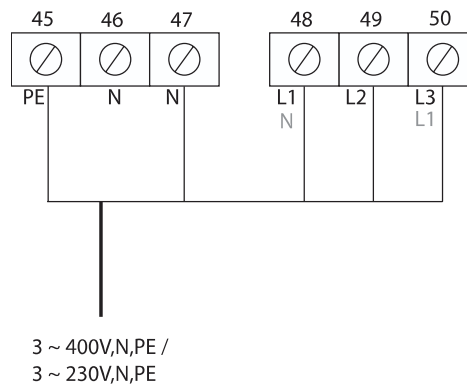 45 46 47 48 49 50
PE N N L1 L2 L3
N L1
3 ~ 400V,N,PE /
3 ~ 230V,N,PE